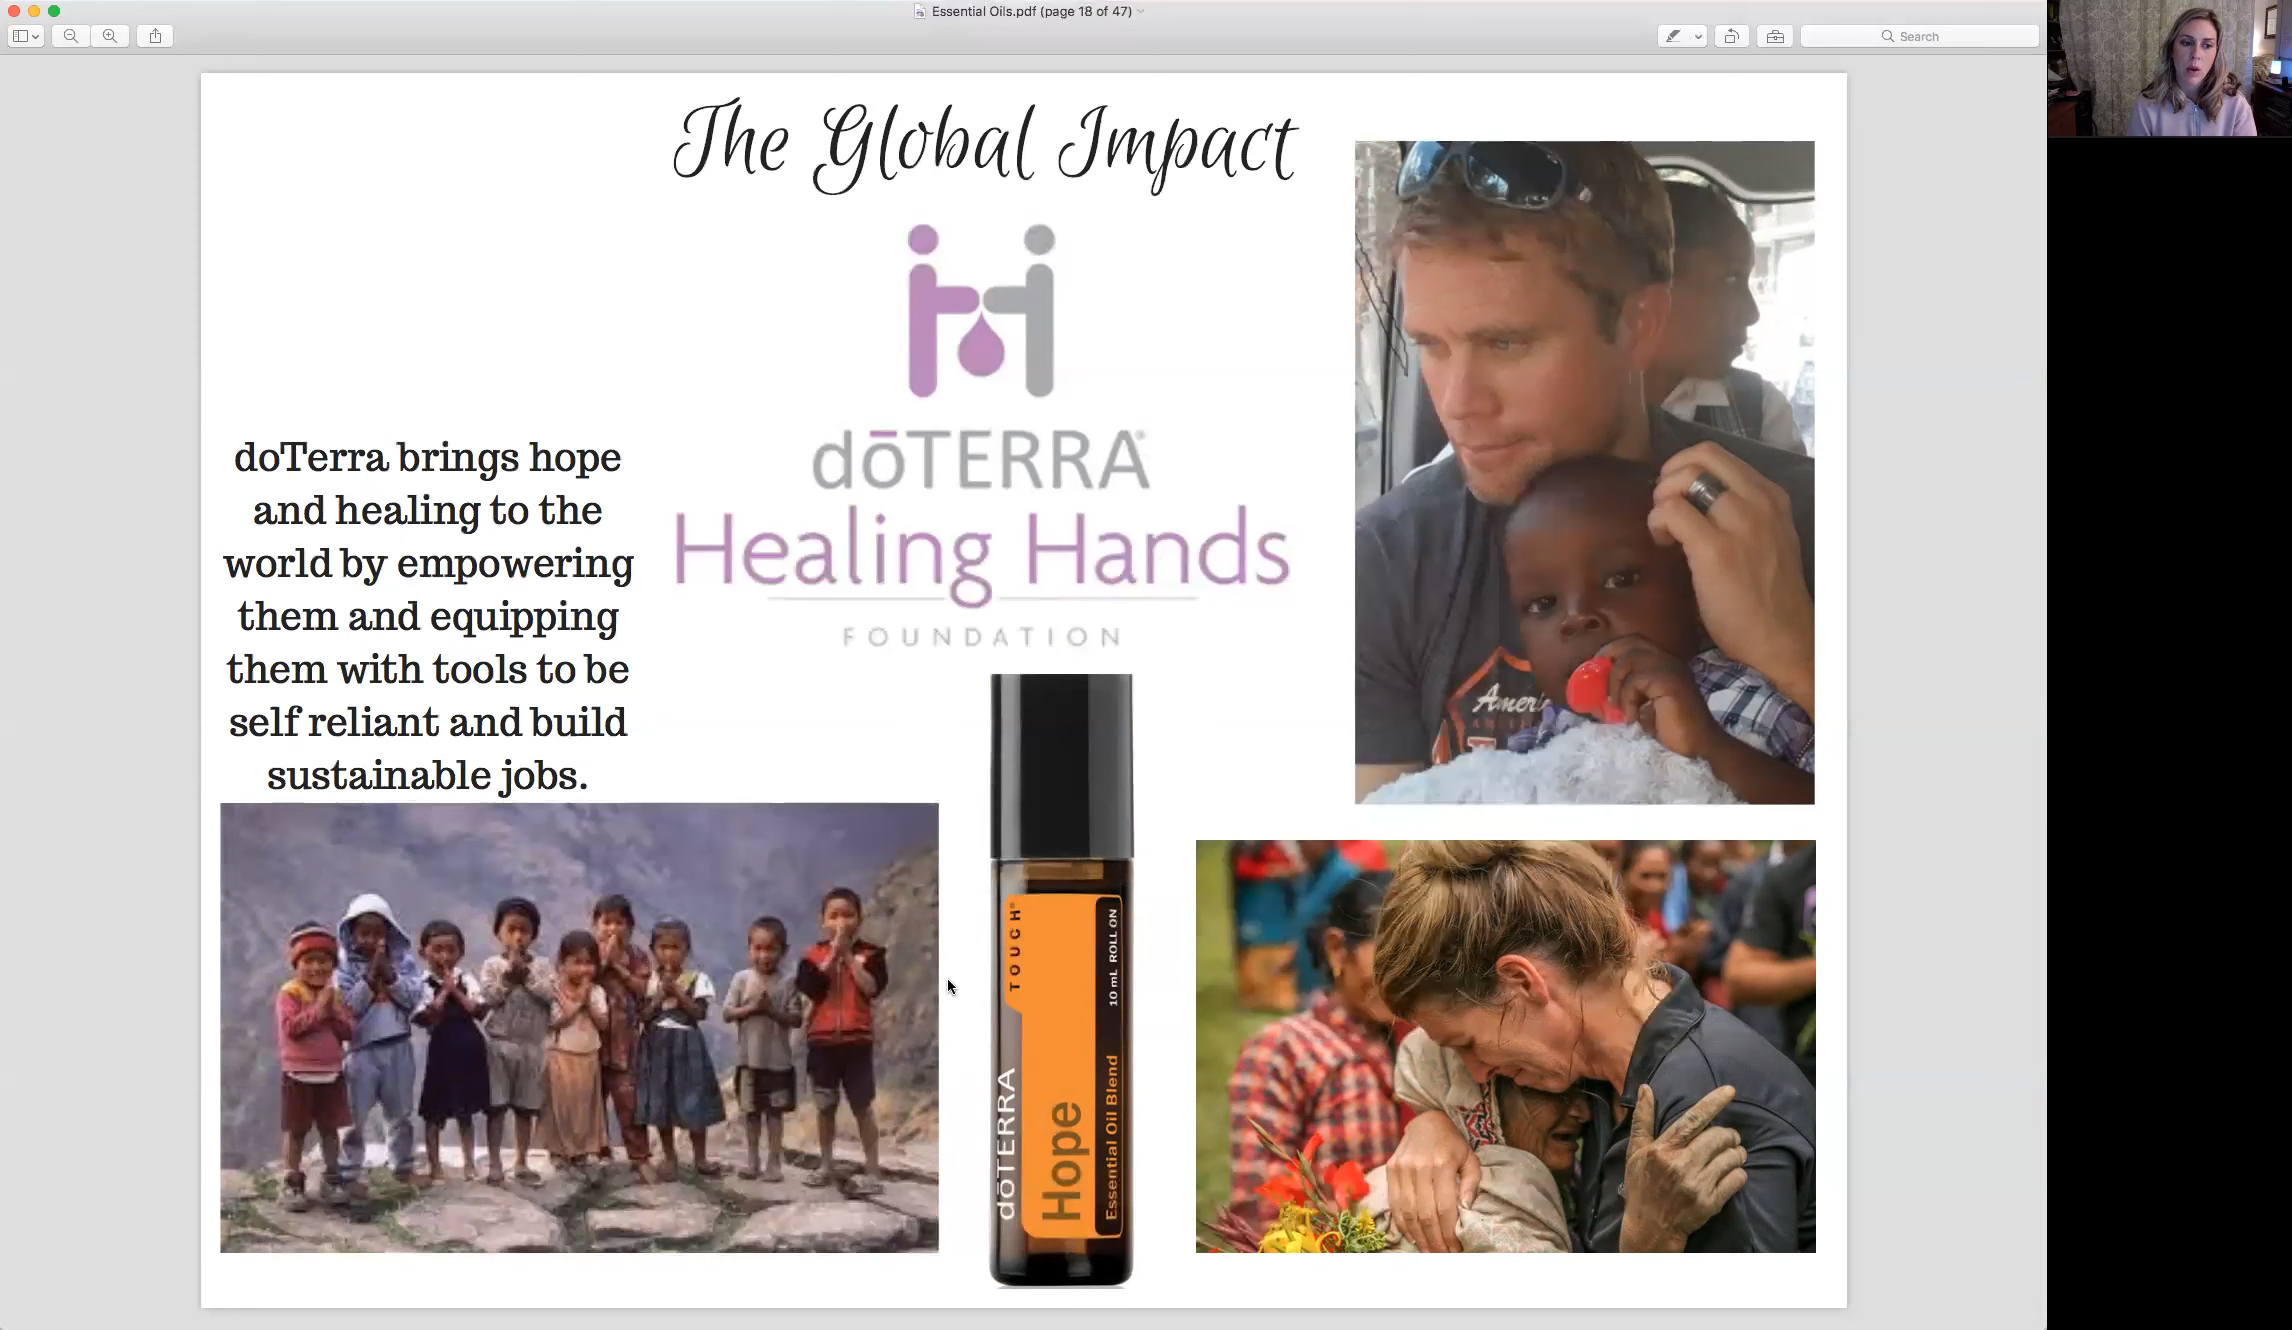 Essential Oils.pdf (page 18 of 47)
Search
The Global Impact
dōTERRA®
Healing Hands
FOUNDATION
doTerra brings hope
and healing to the
world by empowering
them and equipping
them with tools to be
self reliant and build
sustainable jobs.
dōTERRA
TOUCH®
Hope
Essential Oil Blend
10 mL ROLL ON